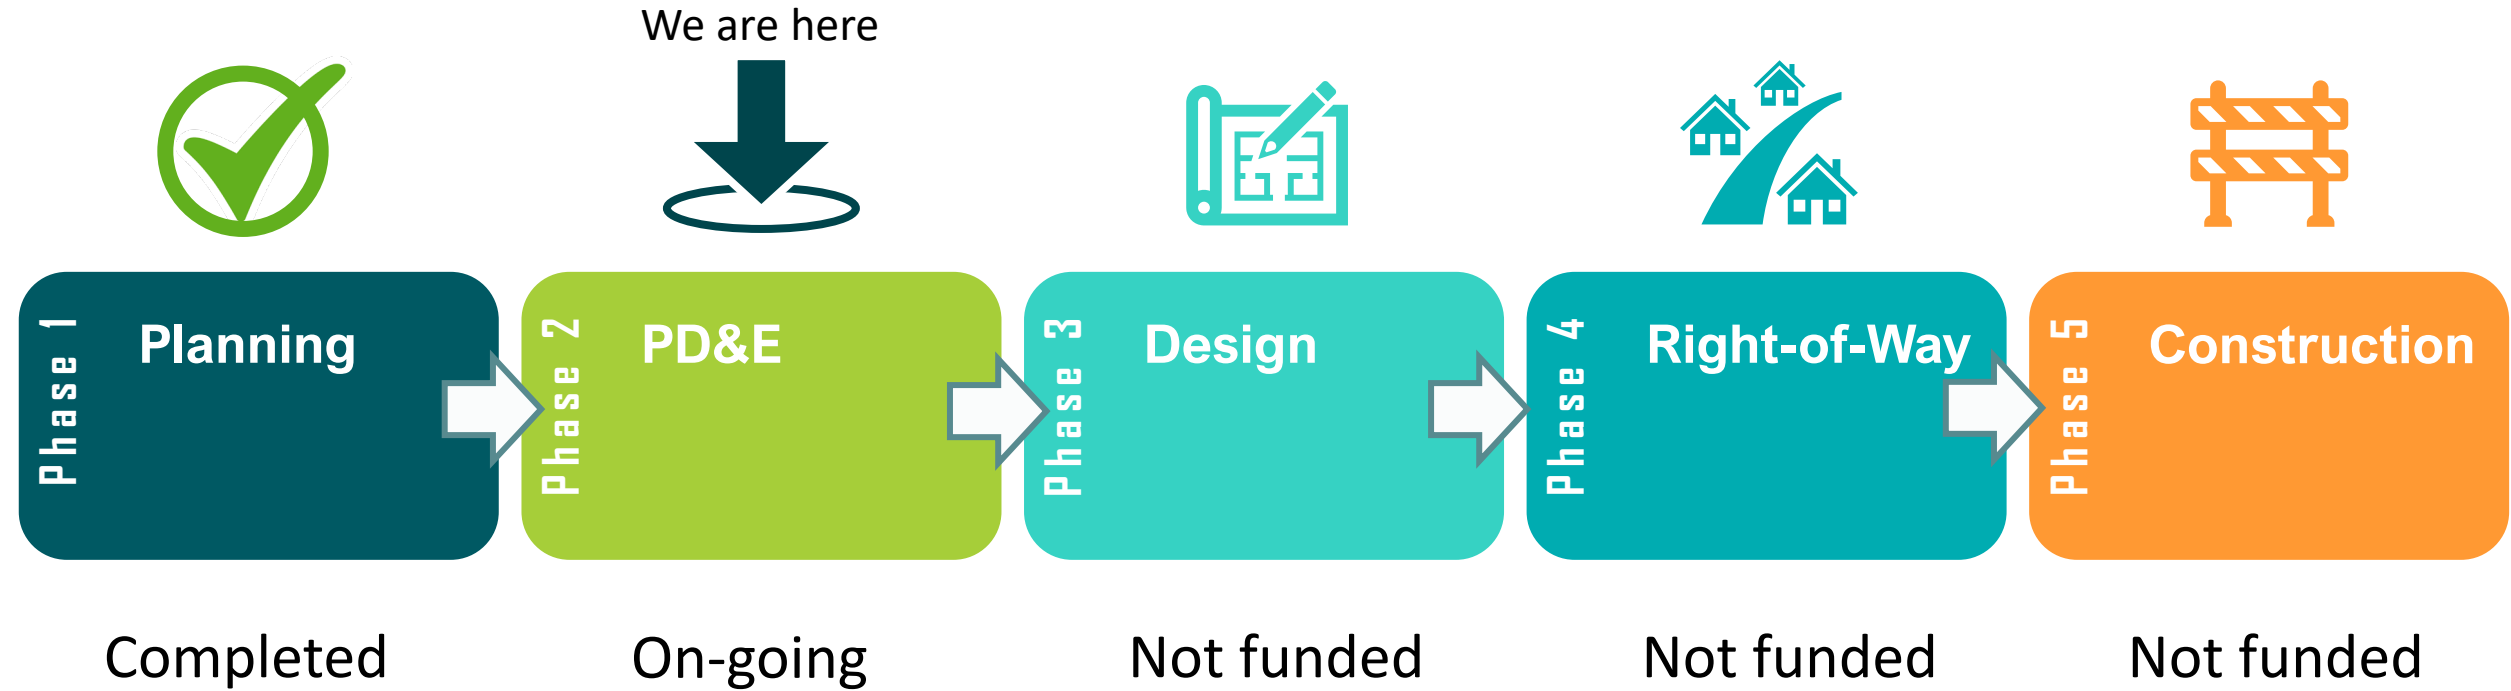 We are here
Phase 1
Planning
Phase 2
PD&E
Phase 3
Design
Phase 4
Right-of-Way
Phase 5
Construction
Completed
On-going
Not funded
Not funded
Not funded